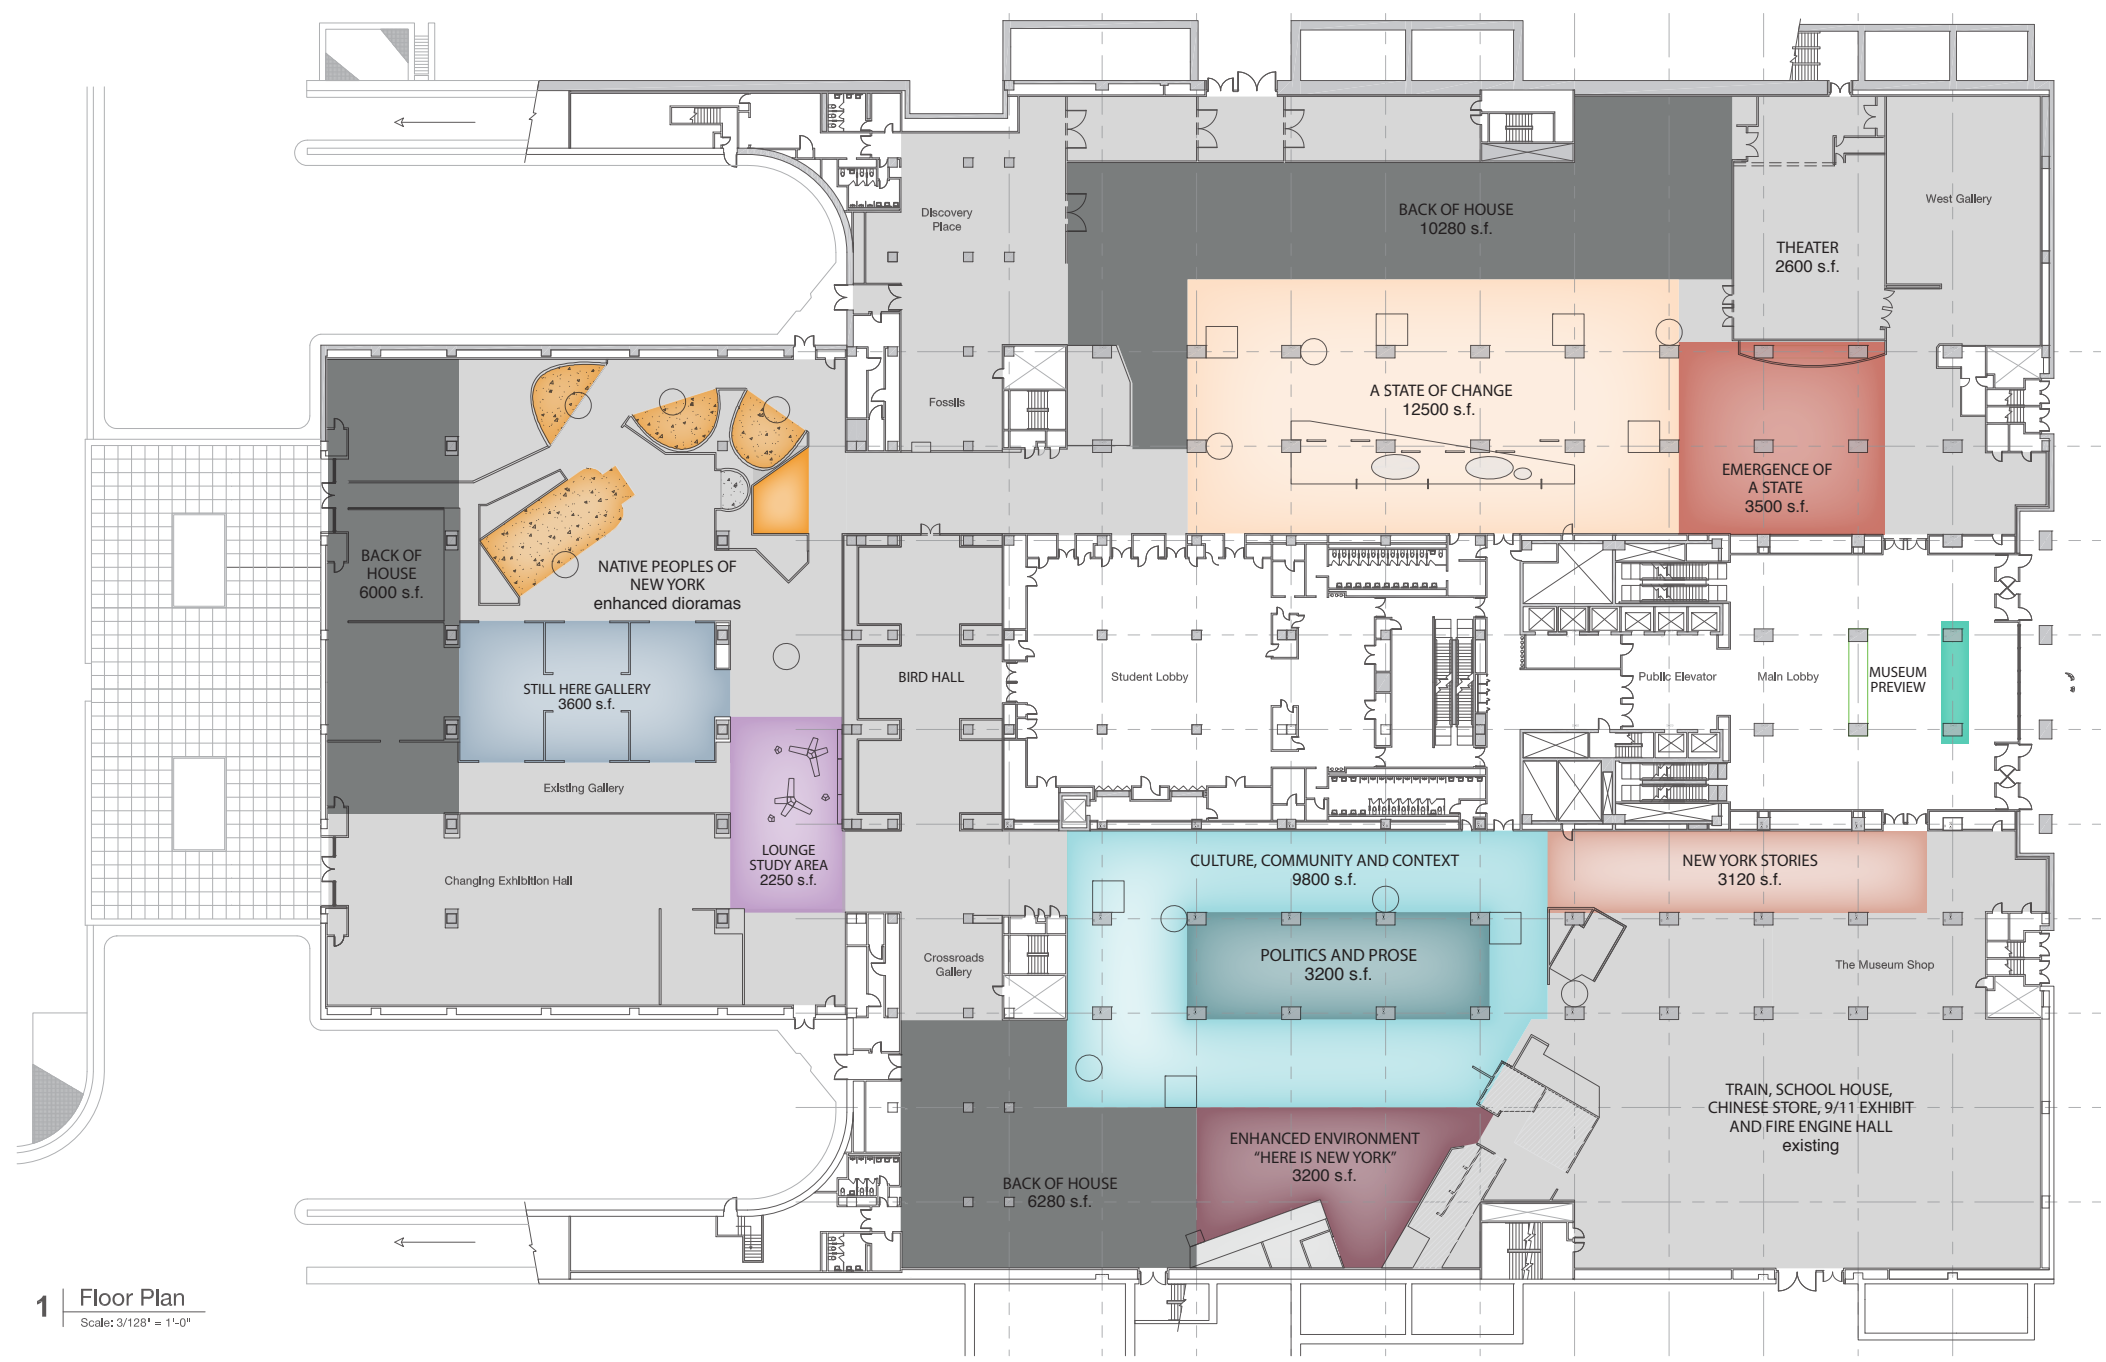 Discovery
Place
BACK OF HOUSE
10280 s.f.
West Gallery
THEATER
2600 s.f.
Fossils
A STATE OF CHANGE
12500 s.f.
EMERGENCE OF
A STATE
3500 s.f.
BACK OF
HOUSE
6000 s.f.
NATIVE PEOPLES OF
NEW YORK
enhanced dioramas
STILL HERE GALLERY
3600 s.f.
BIRD HALL
Student Lobby
Public Elevator
Main Lobby
MUSEUM
PREVIEW
Existing Gallery
LOUNGE
STUDY AREA
2250 s.f.
Changing Exhibition Hall
CULTURE, COMMUNITY AND CONTEXT
9800 s.f.
NEW YORK STORIES
3120 s.f.
Crossroads
Gallery
POLITICS AND PROSE
3200 s.f.
The Museum Shop
TRAIN, SCHOOL HOUSE,
CHINESE STORE, 9/11 EXHIBIT
AND FIRE ENGINE HALL
existing
ENHANCED ENVIRONMENT
“HERE IS NEW YORK”
3200 s.f.
BACK OF HOUSE
6280 s.f.
1 Floor Plan
Scale: 3/128" = 1'-0"